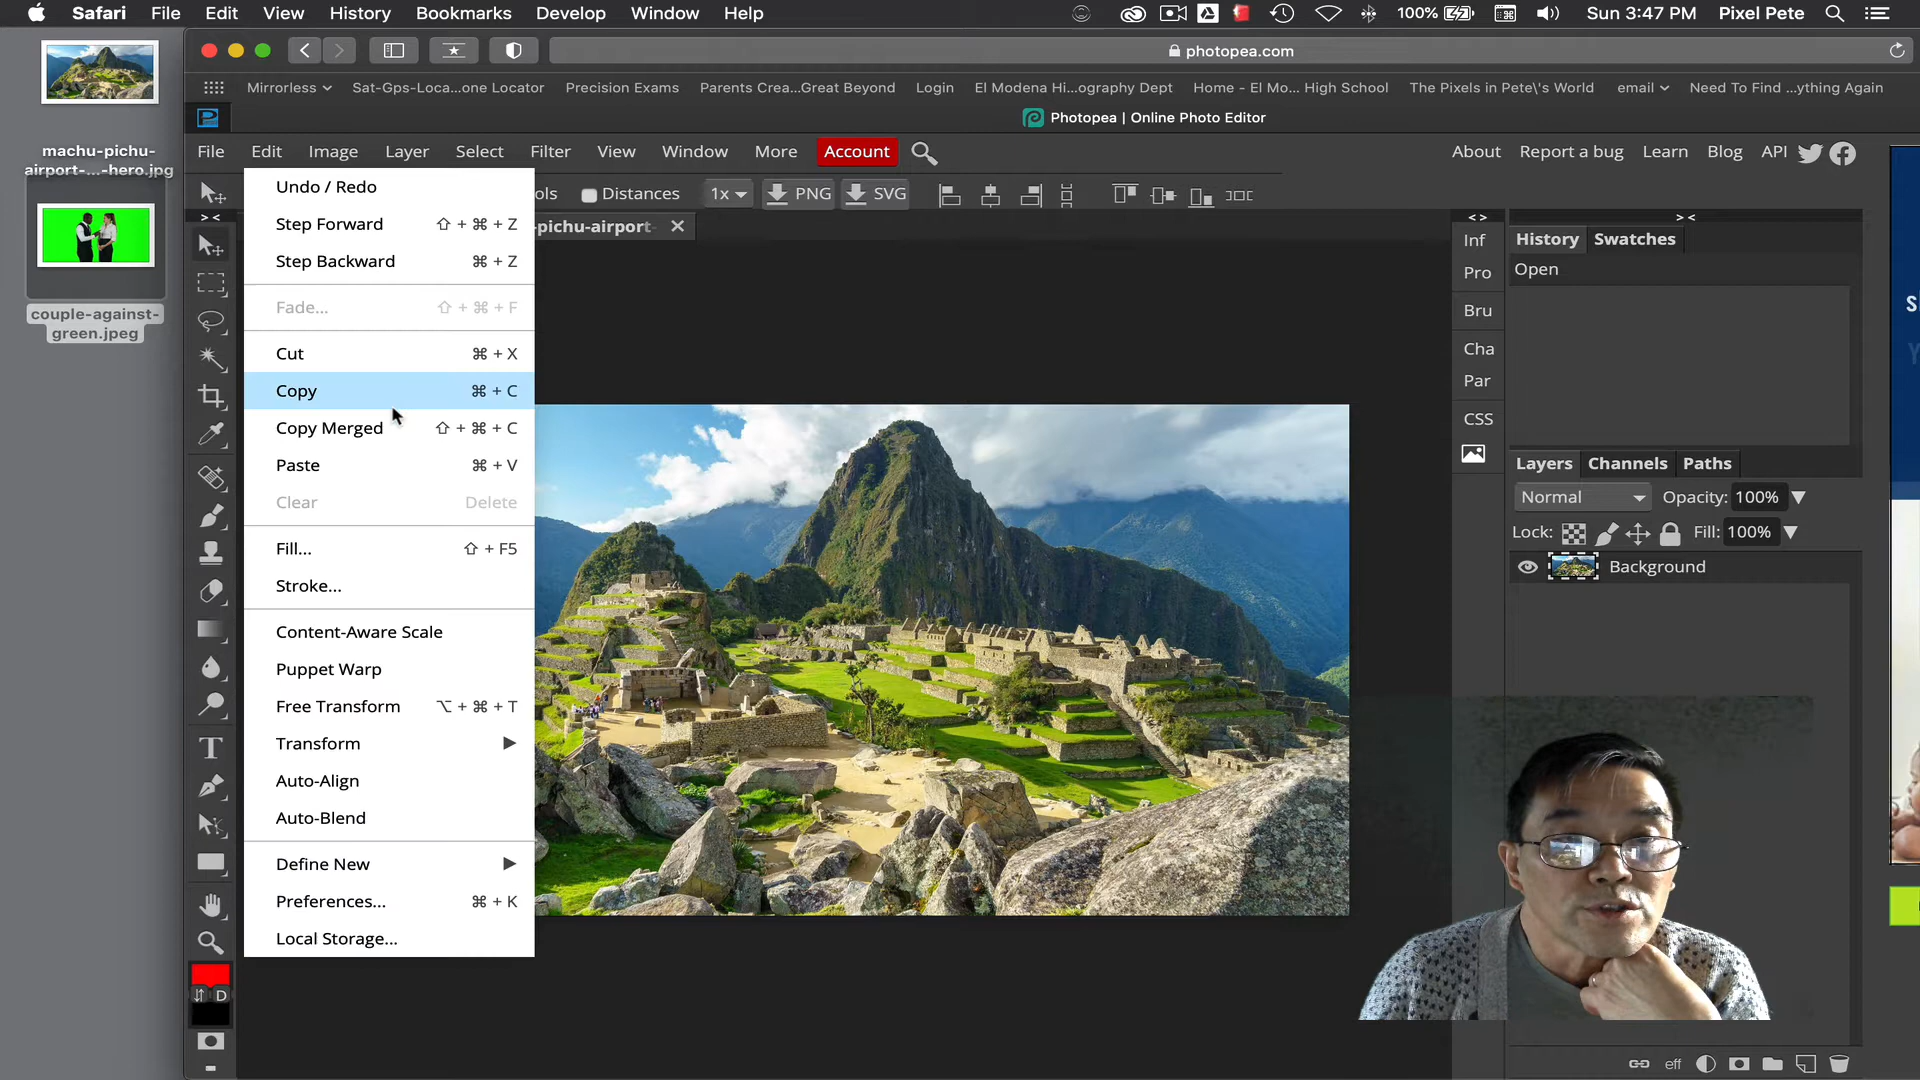 Safari File Edit View History Bookmarks Develop Window Help 100% Sun 3:47 PM Pixel Pete
photopea.com
Mirrorless Sat-Gps-Loca...one Locator Precision Exams Parents Crea...Great Beyond Login El Modena Hi...ography Dept Home - El Mo... High School The Pixels in Pete\'s World email Need To Find ...ything Again
Photopea | Online Photo Editor
machu-pichu-
airport-...-hero.jpg
couple-against-
green.jpeg
File Edit Image Layer Select Filter View Window More Account About Report a bug Learn Blog API
ols Distances 1x PNG SVG
-pichu-airport-
Undo / Redo
Step Forward ⇧ + ⌘ + Z
Step Backward ⌘ + Z
Fade... ⇧ + ⌘ + F
Cut ⌘ + X
Copy ⌘ + C
Copy Merged ⇧ + ⌘ + C
Paste ⌘ + V
Clear Delete
Fill... ⇧ + F5
Stroke...
Content-Aware Scale
Puppet Warp
Free Transform ⌥ + ⌘ + T
Transform
Auto-Align
Auto-Blend
Define New
Preferences... ⌘ + K
Local Storage...
D
> <
< >
> <
Inf
Pro
Bru
Cha
Par
CSS
History Swatches
Open
Layers Channels Paths
Normal Opacity: 100%
Lock: Fill: 100%
Background
eff